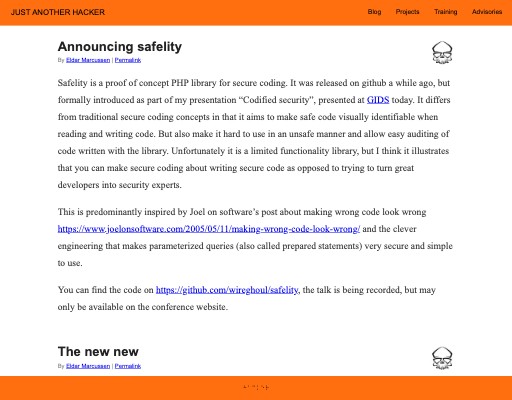 JUST ANOTHER HACKER
Blog Projects Training Advisories
Announcing safelity
By Eldar Marcussen | Permalink
Safelity is a proof of concept PHP library for secure coding. It was released on github a while ago, but
formally introduced as part of my presentation “Codified security”, presented at GIDS today. It differs
from traditional secure coding concepts in that it aims to make safe code visually identifiable when
reading and writing code. But also make it hard to use in an unsafe manner and allow easy auditing of
code written with the library. Unfortunately it is a limited functionality library, but I think it illustrates
that you can make secure coding about writing secure code as opposed to trying to turn great
developers into security experts.
This is predominantly inspired by Joel on software’s post about making wrong code look wrong
https://www.joelonsoftware.com/2005/05/11/making-wrong-code-look-wrong/ and the clever
engineering that makes parameterized queries (also called prepared statements) very secure and simple
to use.
You can find the code on https://github.com/wireghoul/safelity, the talk is being recorded, but may
only be available on the conference website.
The new new
By Eldar Marcussen | Permalink